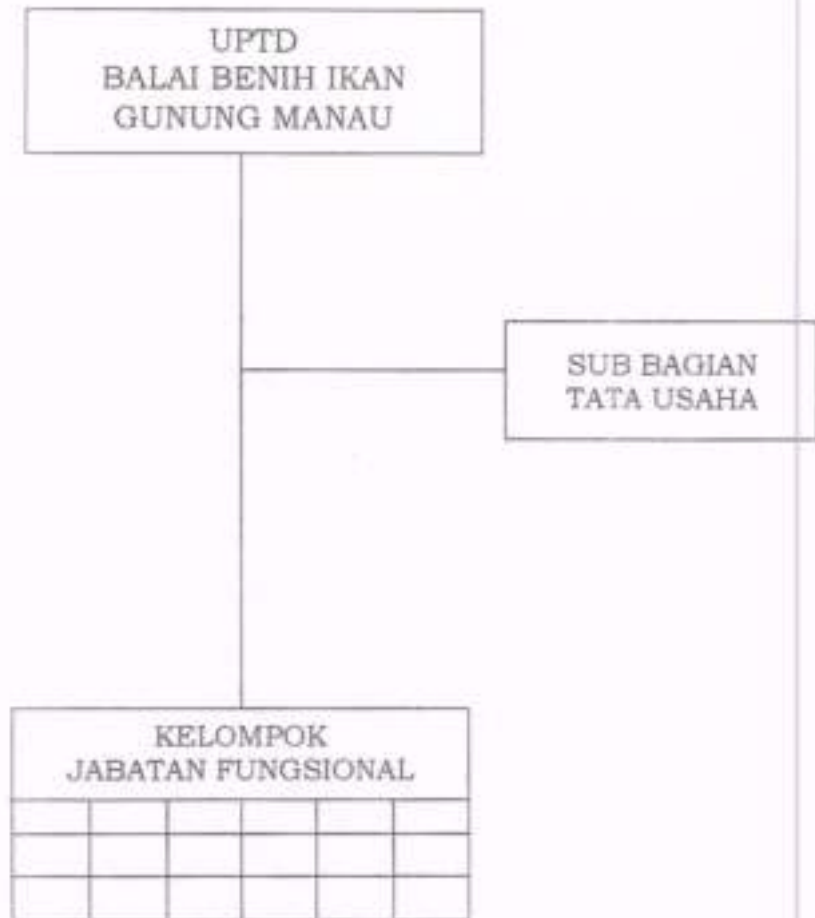 UPTD
BALAI BENIH IKAN
GUNUNG MANAU
SUB BAGIAN
TATA USAHA
KELOMPOK
JABATAN FUNGSIONAL